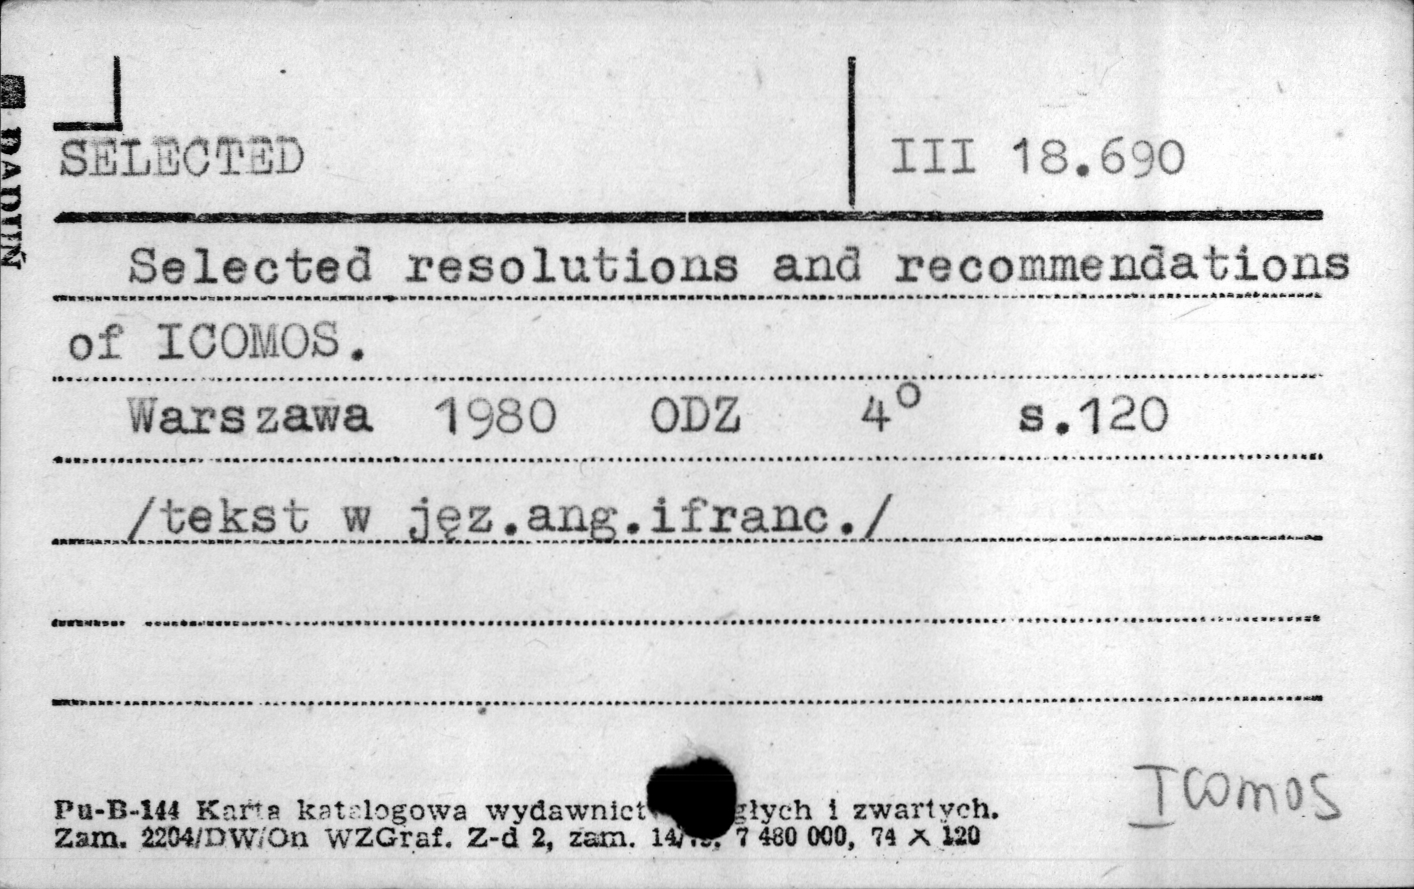 SELECTED III 18.690
Selected resolutions and recommendations
of ICOMOS.
Warszawa 1980 ODZ 4° s.120
/tekst w jęz.ang.ifranc./
Icomos
Pu-B-144 Karta katalogowa wydawnict głych i zwartych.
Zam. 2204/DW/On WZGraf. Z-d 2, zam. 7 480 000, 74 X 120